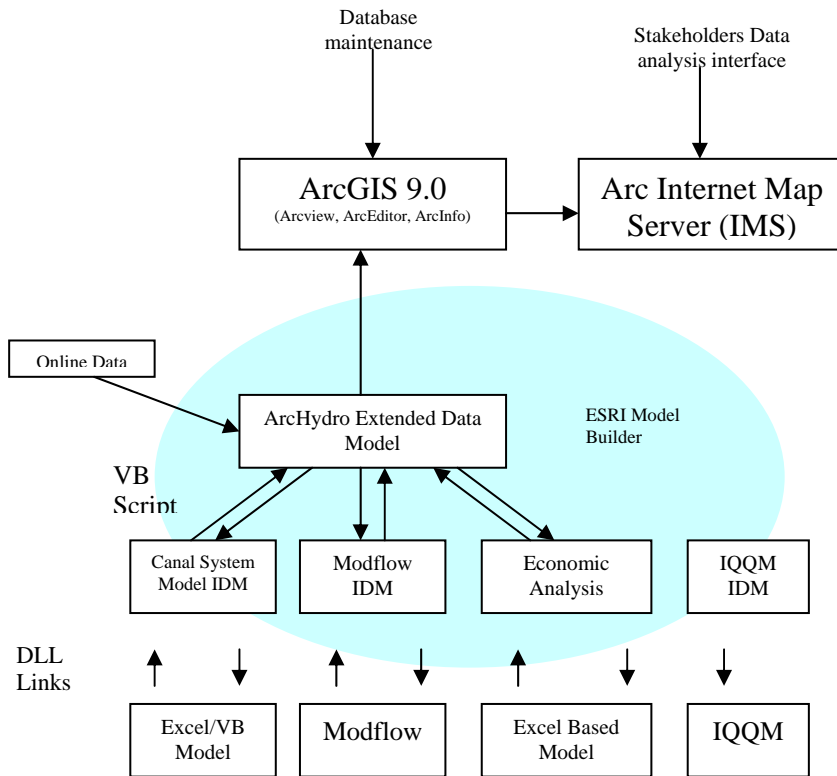 Database
maintenance
Stakeholders Data
analysis interface
ArcGIS 9.0
(Arcview, ArcEditor, ArcInfo)
Arc Internet Map
Server (IMS)
Online Data
ArcHydro Extended Data
Model
ESRI Model
Builder
VB
Script
Canal System
Model IDM
Modflow
IDM
Economic
Analysis
IQQM
IDM
DLL
Links
Excel/VB
Model
Modflow
Excel Based
Model
IQQM